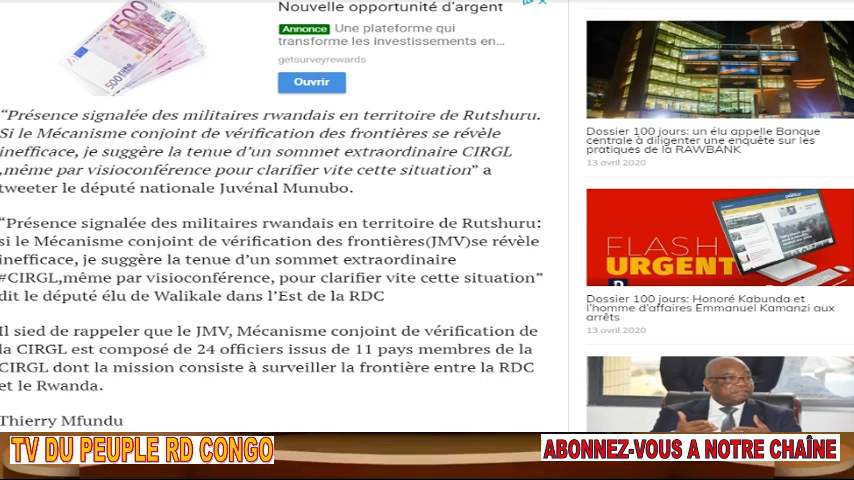 Nouvelle opportunité d'argent
Annonce Une plateforme qui
transforme les investissements en...
getsurveyrewards
Ouvrir
“Présence signalée des militaires rwandais en territoire de Rutshuru.
Si le Mécanisme conjoint de vérification des frontières se révèle
inefficace, je suggère la tenue d’un sommet extraordinaire CIRGL
,même par visioconférence pour clarifier vite cette situation” a
tweeter le député nationale Juvénal Munubo.
“Présence signalée des militaires rwandais en territoire de Rutshuru:
si le Mécanisme conjoint de vérification des frontières(JMV)se révèle
inefficace, je suggère la tenue d’un sommet extraordinaire
#CIRGL,même par visioconférence, pour clarifier vite cette situation”
dit le député élu de Walikale dans l’Est de la RDC
Il sied de rappeler que le JMV, Mécanisme conjoint de vérification de
la CIRGL est composé de 24 officiers issus de 11 pays membres de la
CIRGL dont la mission consiste à surveiller la frontière entre la RDC
et le Rwanda.
Thierry Mfundu
Dossier 100 jours: un élu appelle Banque
centrale à diligenter une enquête sur les
pratiques de la RAWBANK
13 avril 2020
FLASH
URGENT
Dossier 100 jours: Honoré Kabunda et
l’homme d’affaires Emmanuel Kamanzi aux
arrêts
13 avril 2020
TV DU PEUPLE RD CONGO
ABONNEZ-VOUS A NOTRE CHAÎNE